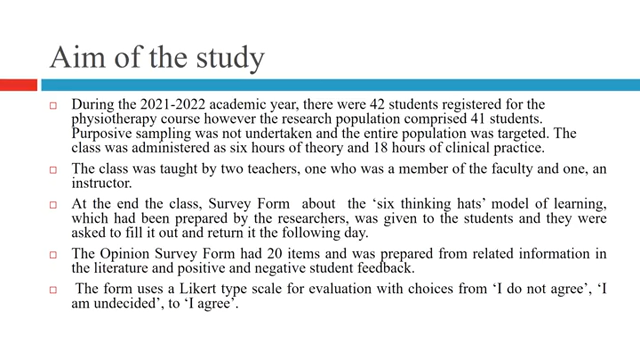 Aim of the study
During the 2021-2022 academic year, there were 42 students registered for the
physiotherapy course however the research population comprised 41 students.
Purposive sampling was not undertaken and the entire population was targeted. The
class was administered as six hours of theory and 18 hours of clinical practice.
The class was taught by two teachers, one who was a member of the faculty and one, an
instructor.
At the end the class, Survey Form about the ‘six thinking hats’ model of learning,
which had been prepared by the researchers, was given to the students and they were
asked to fill it out and return it the following day.
The Opinion Survey Form had 20 items and was prepared from related information in
the literature and positive and negative student feedback.
The form uses a Likert type scale for evaluation with choices from ‘I do not agree’, ‘I
am undecided’, to ‘I agree’.